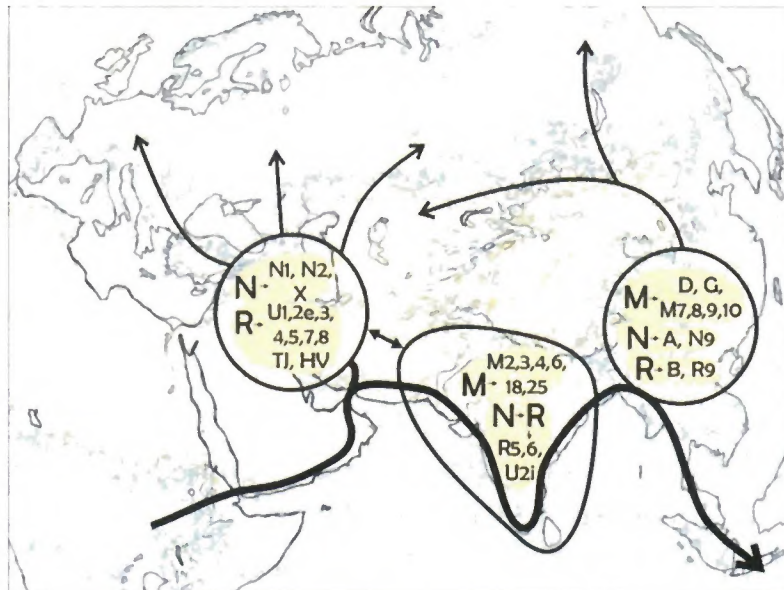 N→ N1, N2,
X
R→ U1,2e,3,
4,5,7,8
TJ, HV
M→ M2,3,4,6,
18,25
N→R
R5,6,
U2i
M→ D, G,
M7,8,9,10
N→A, N9
R→B, R9